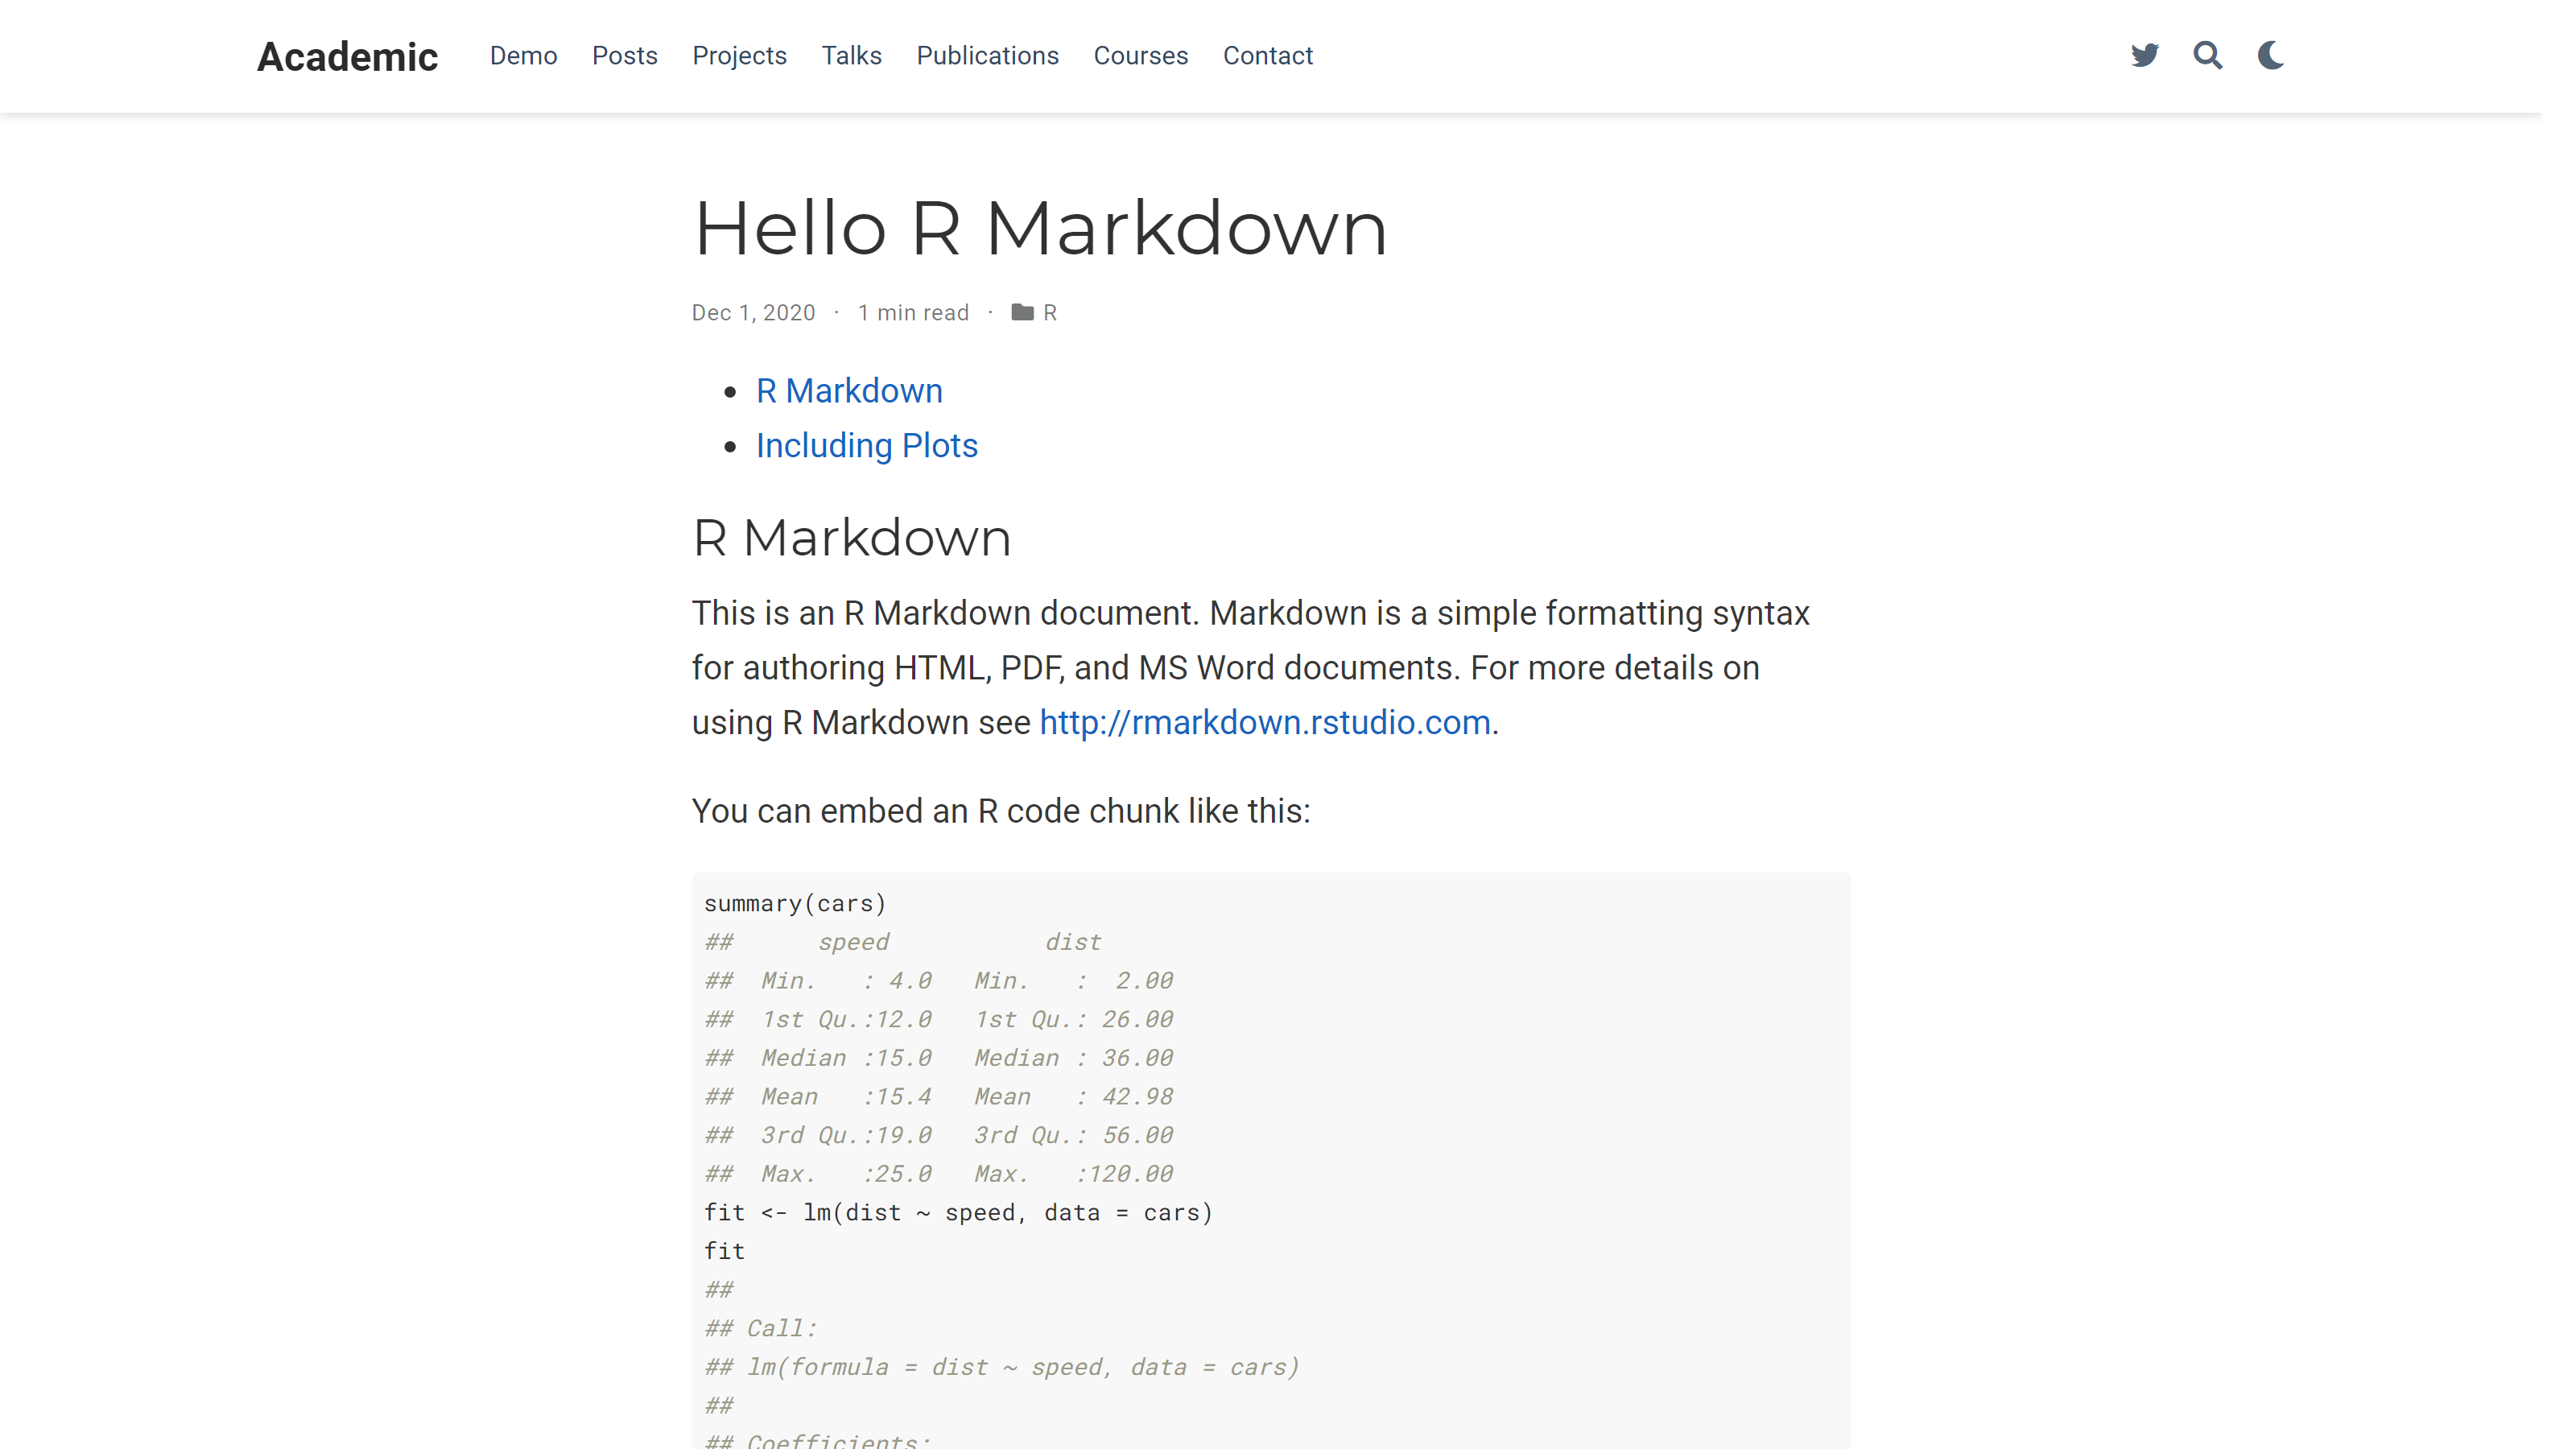 Academic Demo Posts Projects Talks Publications Courses Contact
Hello R Markdown
Dec 1, 2020 · 1 min read · R
• R Markdown
• Including Plots
R Markdown
This is an R Markdown document. Markdown is a simple formatting syntax
for authoring HTML, PDF, and MS Word documents. For more details on
using R Markdown see http://rmarkdown.rstudio.com.
You can embed an R code chunk like this:
summary(cars)
##      speed           dist
##  Min.   : 4.0   Min.   :  2.00
##  1st Qu.:12.0   1st Qu.: 26.00
##  Median :15.0   Median : 36.00
##  Mean   :15.4   Mean   : 42.98
##  3rd Qu.:19.0   3rd Qu.: 56.00
##  Max.   :25.0   Max.   :120.00
fit <- lm(dist ~ speed, data = cars)
fit
##
## Call:
## lm(formula = dist ~ speed, data = cars)
##
## Coefficients: